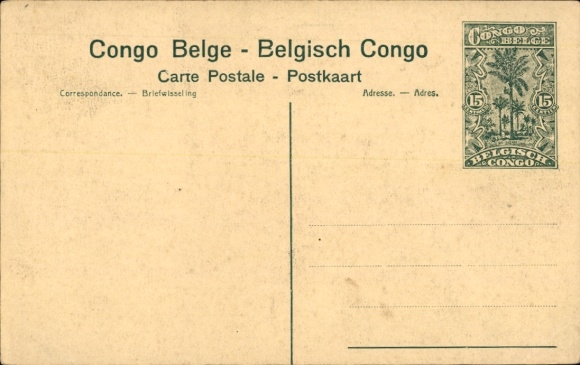 Congo Belge - Belgisch Congo
Carte Postale - Postkaart
Correspondance. — Briefwisseling
Adresse. — Adres.
CONGO BELGE
15 15
BELGISCH CONGO